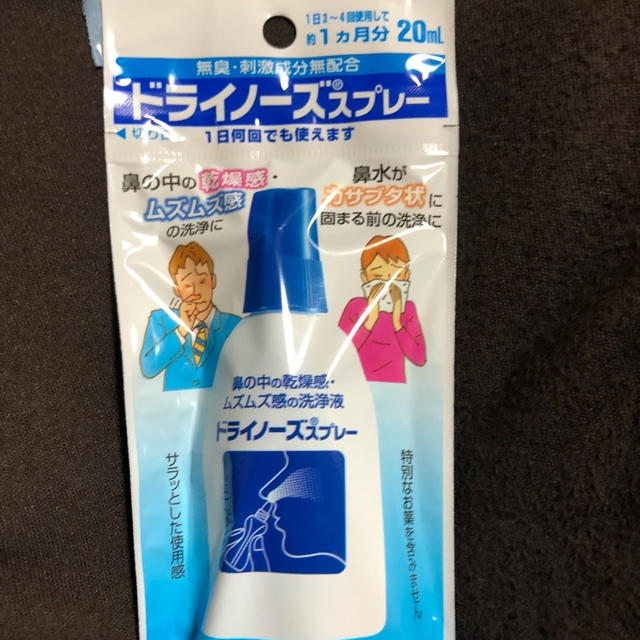 1日3～4回使用して
約1ヵ月分 20mL
無臭・刺激成分無配合
ドライノーズ®スプレー
◀切り口
1日何回でも使えます
鼻の中の乾燥感・
ムズムズ感
の洗浄に
鼻水が
カサブタ状に
固まる前の洗浄に
鼻の中の乾燥感・
ムズムズ感の洗浄液
ドライノーズ®スプレー
サラッとした使用感
特別なお薬を含みません